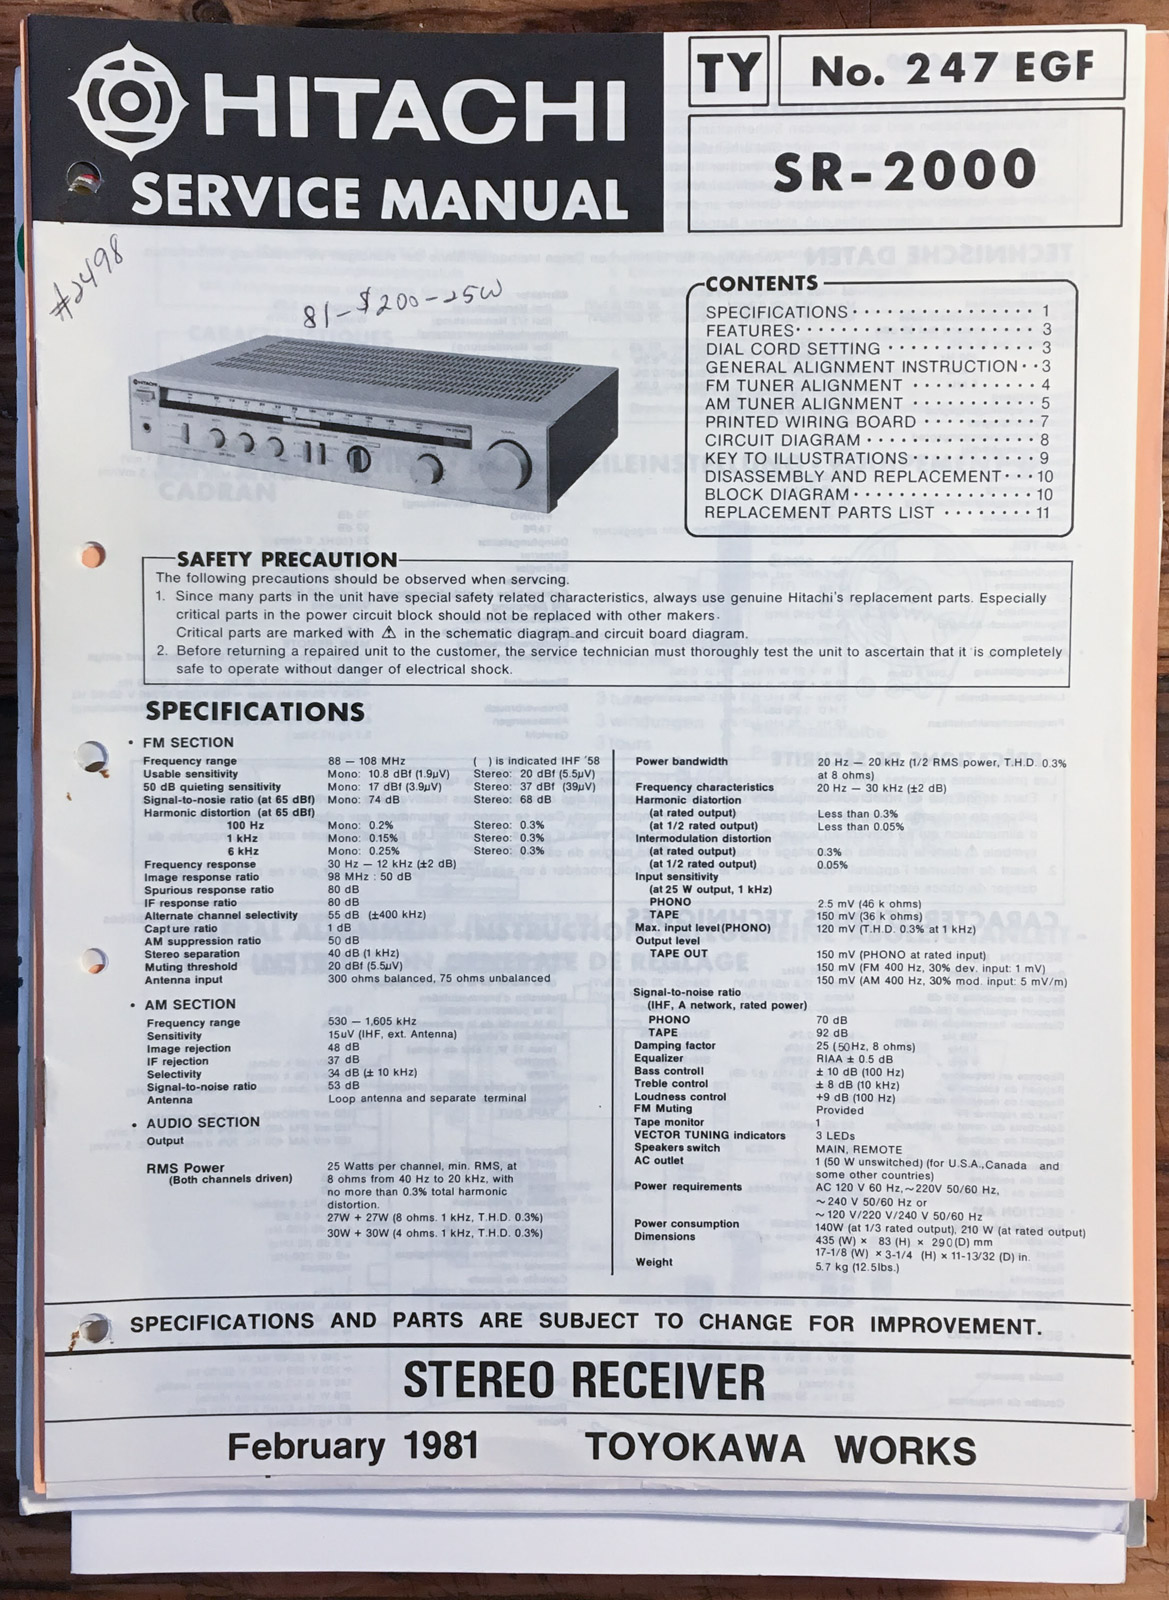 HITACHI
SERVICE MANUAL
TY
No. 247 EGF
SR-2000
#2498
81-$200-25W
HITACHI
CONTENTS
SPECIFICATIONS 1
FEATURES 3
DIAL CORD SETTING 3
GENERAL ALIGNMENT INSTRUCTION 3
FM TUNER ALIGNMENT 4
AM TUNER ALIGNMENT 5
PRINTED WIRING BOARD 7
CIRCUIT DIAGRAM 8
KEY TO ILLUSTRATIONS 9
DISASSEMBLY AND REPLACEMENT 10
BLOCK DIAGRAM 10
REPLACEMENT PARTS LIST 11
SAFETY PRECAUTION
The following precautions should be observed when servcing.
1. Since many parts in the unit have special safety related characteristics, always use genuine Hitachi's replacement parts. Especially
critical parts in the power circuit block should not be replaced with other makers.
Critical parts are marked with ⚠ in the schematic diagram and circuit board diagram.
2. Before returning a repaired unit to the customer, the service technician must thoroughly test the unit to ascertain that it is completely
safe to operate without danger of electrical shock.
SPECIFICATIONS
• FM SECTION
Frequency range 88 — 108 MHz ( ) is indicated IHF '58
Usable sensitivity Mono: 10.8 dBf (1.9µV) Stereo: 20 dBf (5.5µV)
50 dB quieting sensitivity Mono: 17 dBf (3.9µV) Stereo: 37 dBf (39µV)
Signal-to-nosie ratio (at 65 dBf) Mono: 74 dB Stereo: 68 dB
Harmonic distortion (at 65 dBf)
100 Hz Mono: 0.2% Stereo: 0.3%
1 kHz Mono: 0.15% Stereo: 0.3%
6 kHz Mono: 0.25% Stereo: 0.3%
Frequency response 30 Hz — 12 kHz (±2 dB)
Image response ratio 98 MHz : 50 dB
Spurious response ratio 80 dB
IF response ratio 80 dB
Alternate channel selectivity 55 dB (±400 kHz)
Capture ratio 1 dB
AM suppression ratio 50 dB
Stereo separation 40 dB (1 kHz)
Muting threshold 20 dBf (5.5µV)
Antenna input 300 ohms balanced, 75 ohms unbalanced
• AM SECTION
Frequency range 530 — 1,605 kHz
Sensitivity 15uV (IHF, ext. Antenna)
Image rejection 48 dB
IF rejection 37 dB
Selectivity 34 dB (± 10 kHz)
Signal-to-noise ratio 53 dB
Antenna Loop antenna and separate terminal
• AUDIO SECTION
Output
RMS Power 25 Watts per channel, min. RMS, at
(Both channels driven) 8 ohms from 40 Hz to 20 kHz, with
no more than 0.3% total harmonic
distortion.
27W + 27W (8 ohms. 1 kHz, T.H.D. 0.3%)
30W + 30W (4 ohms. 1 kHz, T.H.D. 0.3%)
Power bandwidth 20 Hz — 20 kHz (1/2 RMS power, T.H.D. 0.3%
at 8 ohms)
Frequency characteristics 20 Hz — 30 kHz (±2 dB)
Harmonic distortion
(at rated output) Less than 0.3%
(at 1/2 rated output) Less than 0.05%
Intermodulation distortion
(at rated output) 0.3%
(at 1/2 rated output) 0.05%
Input sensitivity
(at 25 W output, 1 kHz)
PHONO 2.5 mV (46 k ohms)
TAPE 150 mV (36 k ohms)
Max. input level (PHONO) 120 mV (T.H.D. 0.3% at 1 kHz)
Output level
TAPE OUT 150 mV (PHONO at rated input)
150 mV (FM 400 Hz, 30% dev. input: 1 mV)
150 mV (AM 400 Hz, 30% mod. input: 5 mV/m)
Signal-to-noise ratio
(IHF, A network, rated power)
PHONO 70 dB
TAPE 92 dB
Damping factor 25 (50Hz, 8 ohms)
Equalizer RIAA ± 0.5 dB
Bass controll ± 10 dB (100 Hz)
Treble control ± 8 dB (10 kHz)
Loudness control +9 dB (100 Hz)
FM Muting Provided
Tape monitor 1
VECTOR TUNING indicators 3 LEDs
Speakers switch MAIN, REMOTE
AC outlet 1 (50 W unswitched) (for U.S.A.,Canada and
some other countries)
Power requirements AC 120 V 60 Hz,~220V 50/60 Hz,
~240 V 50/60 Hz or
~120 V/220 V/240 V 50/60 Hz
Power consumption 140W (at 1/3 rated output), 210 W (at rated output)
Dimensions 435 (W) × 83 (H) × 290 (D) mm
17-1/8 (W) × 3-1/4 (H) × 11-13/32 (D) in.
Weight 5.7 kg (12.5lbs.)
SPECIFICATIONS AND PARTS ARE SUBJECT TO CHANGE FOR IMPROVEMENT.
STEREO RECEIVER
February 1981 TOYOKAWA WORKS